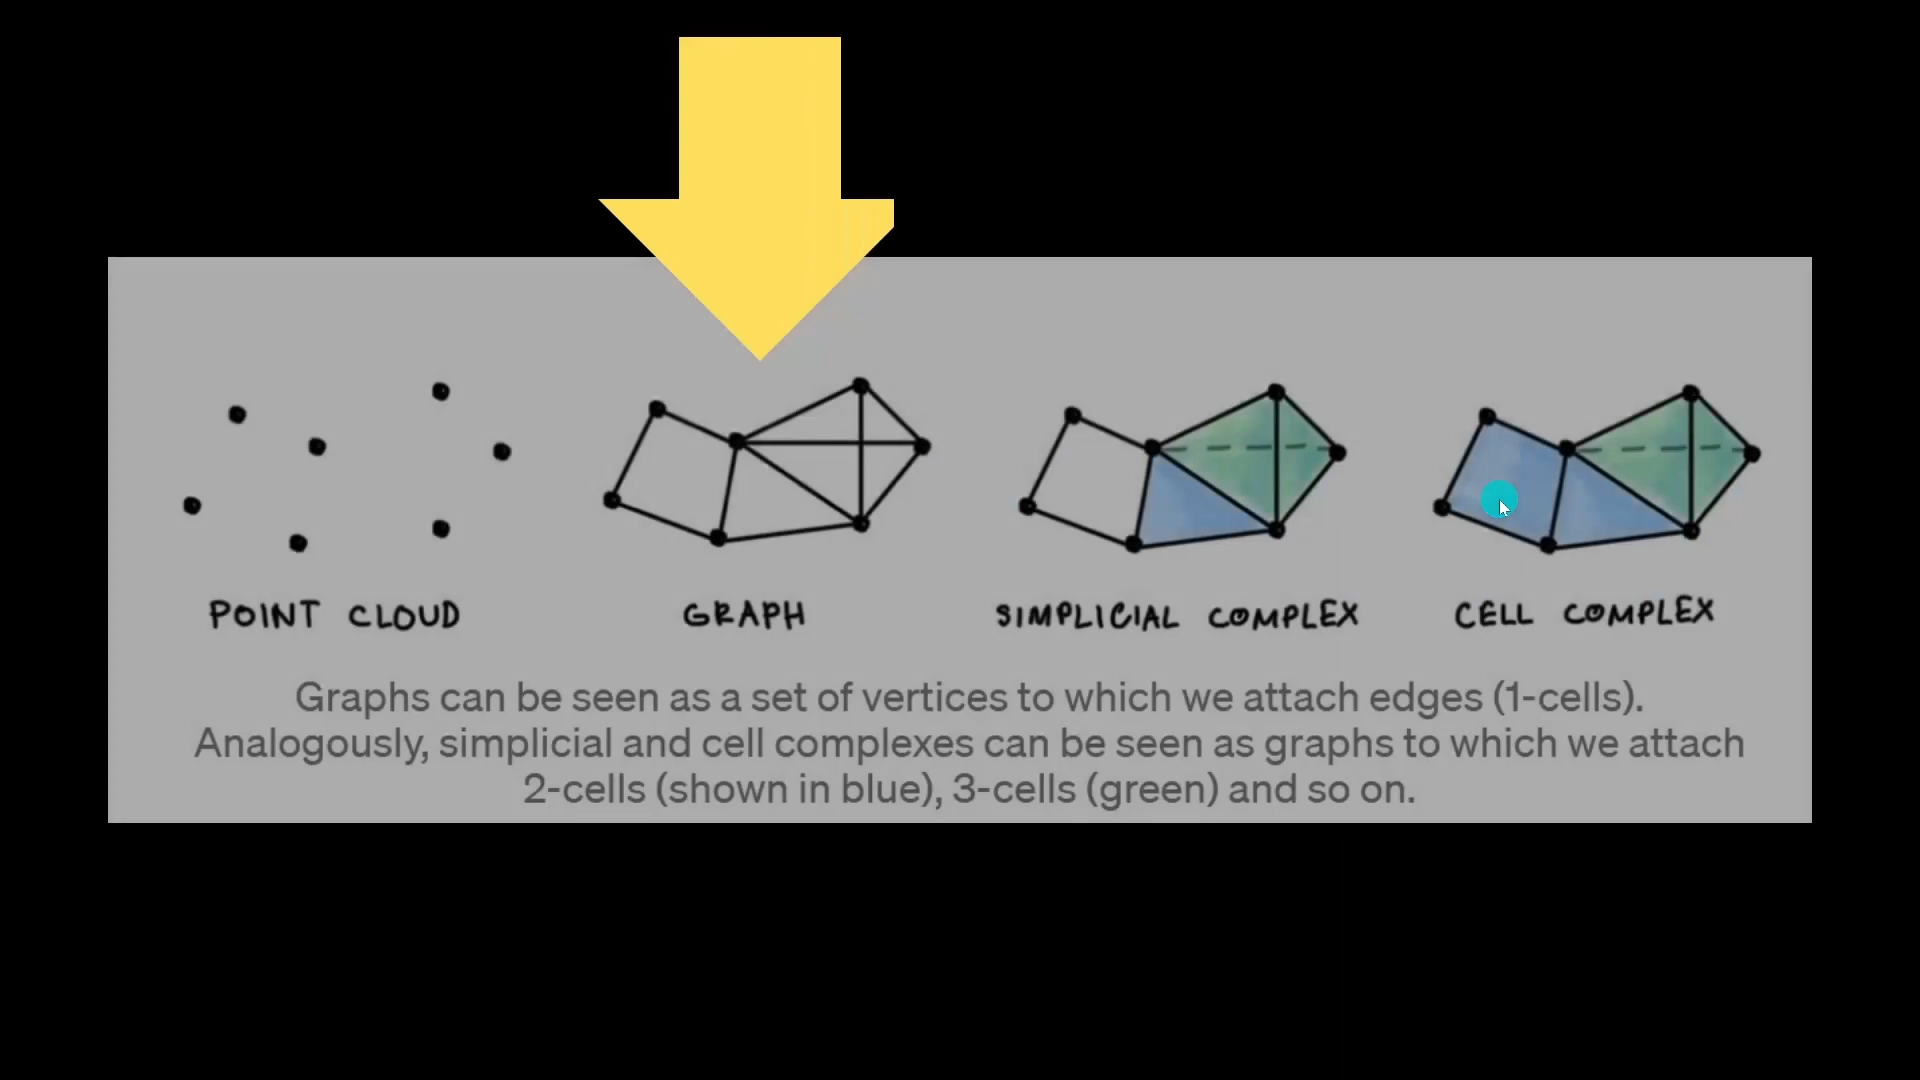 POINT CLOUD
GRAPH
SIMPLICIAL COMPLEX
CELL COMPLEX
Graphs can be seen as a set of vertices to which we attach edges (1-cells).
Analogously, simplicial and cell complexes can be seen as graphs to which we attach
2-cells (shown in blue), 3-cells (green) and so on.